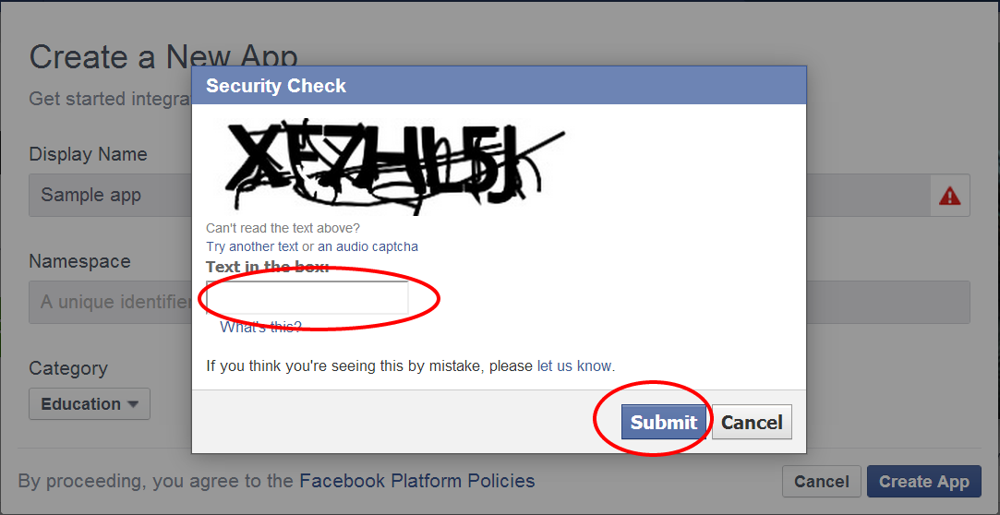 Create a New App
Get started integra
Security Check
Display Name
Sample app
Can't read the text above?
Try another text or an audio captcha
Text in the box:
Namespace
A unique identifier
What's this?
If you think you're seeing this by mistake, please let us know.
Category
Education
Submit
Cancel
By proceeding, you agree to the Facebook Platform Policies
Cancel
Create App